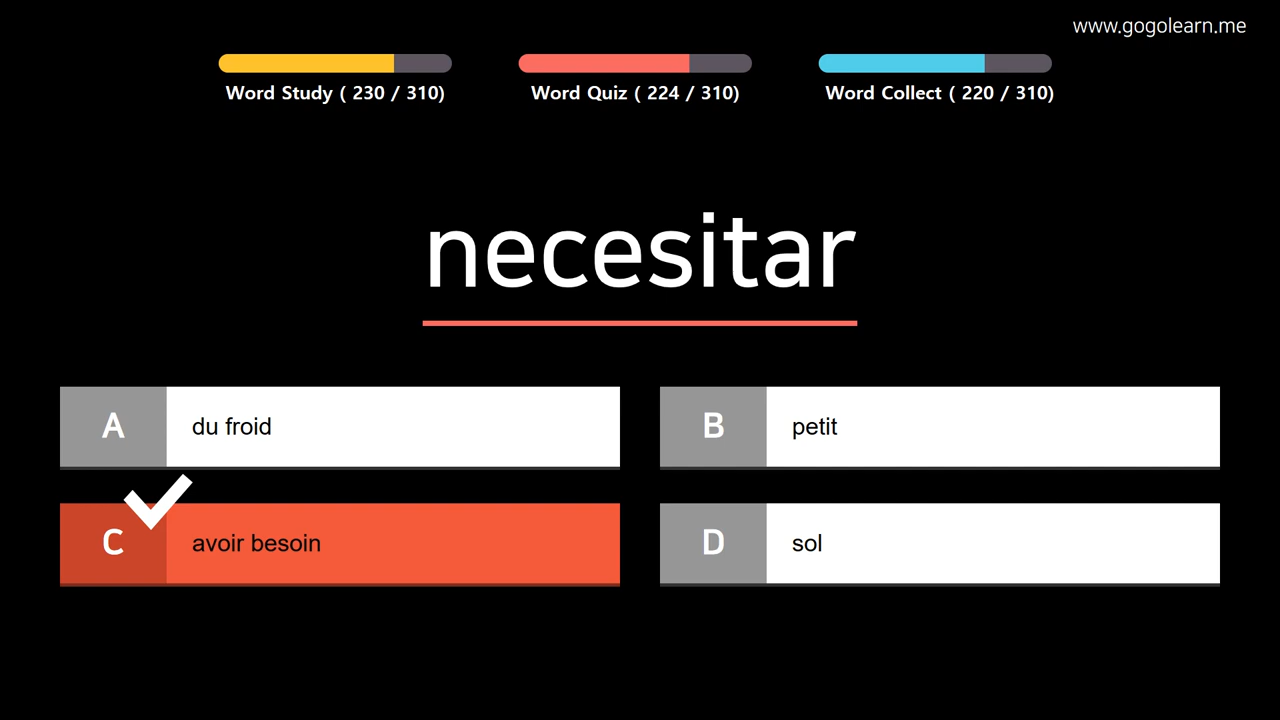 www.gogolearn.me
Word Study ( 230 / 310)
Word Quiz ( 224 / 310)
Word Collect ( 220 / 310)
necesitar
A du froid
B petit
C avoir besoin
D sol